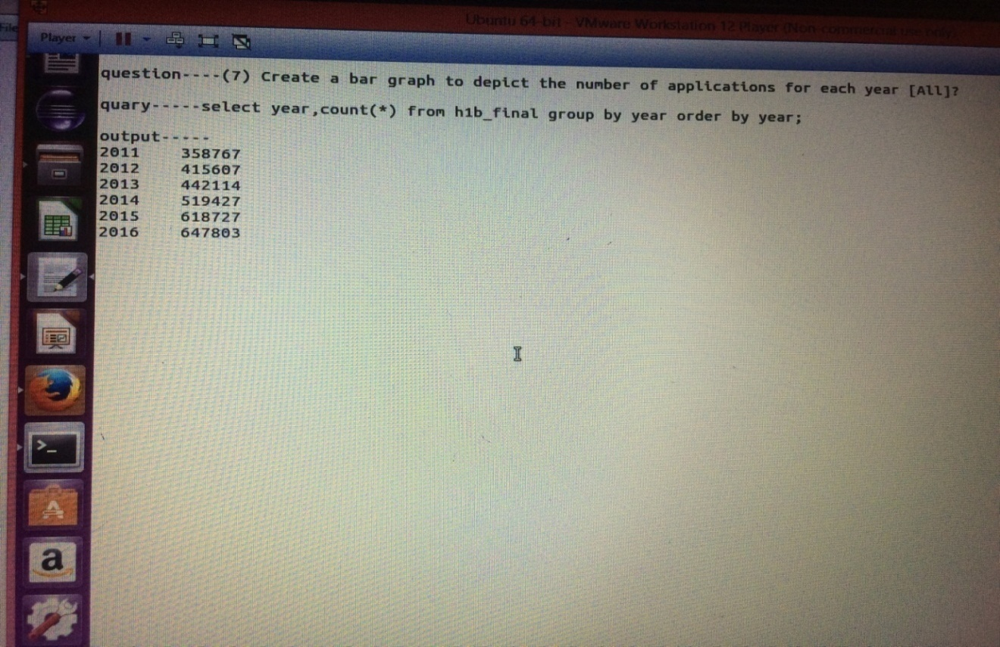 File
Ubuntu 64-bit - VMware Workstation 12 Player (Non-commercial use only)
Player
question----(7) Create a bar graph to depict the number of applications for each year [All]?
quary-----select year,count(*) from h1b_final group by year order by year;
output-----
2011 358767
2012 415607
2013 442114
2014 519427
2015 618727
2016 647803
>_
A
a